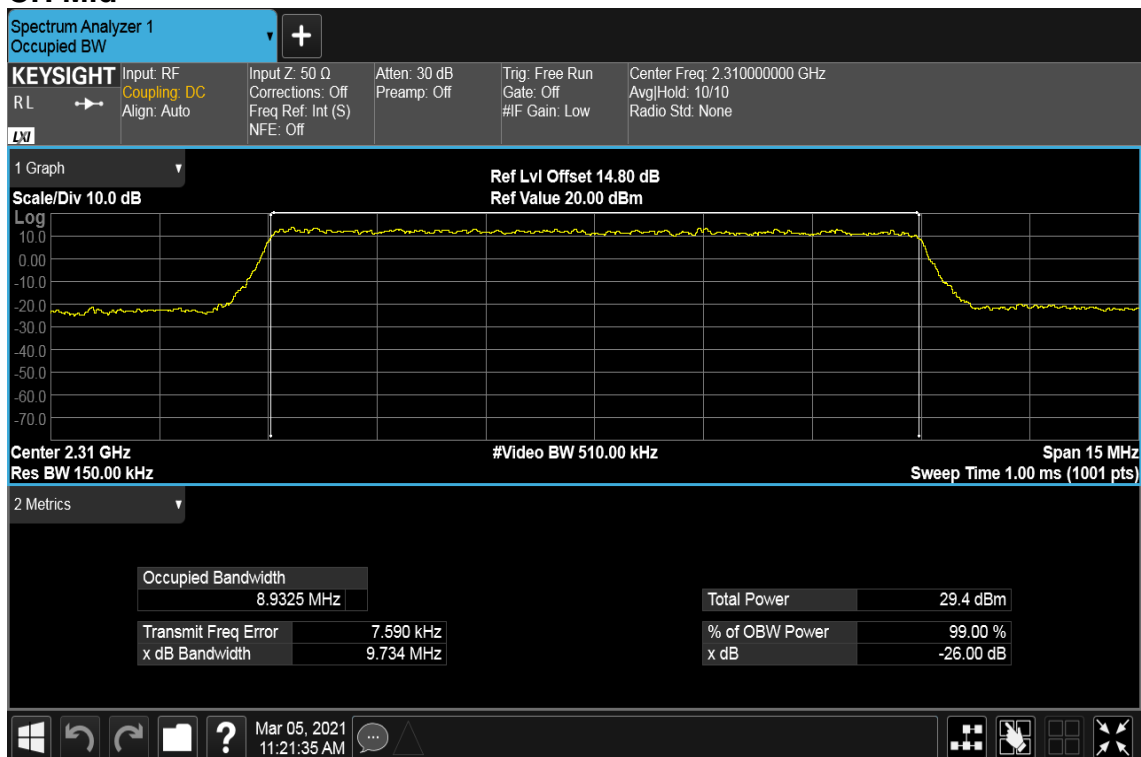 Spectrum Analyzer 1
Occupied BW
KEYSIGHT
RL
LXI
Input: RF
Coupling: DC
Align: Auto
Input Z: 50 Ω
Corrections: Off
Freq Ref: Int (S)
NFE: Off
Atten: 30 dB
Preamp: Off
Trig: Free Run
Gate: Off
#IF Gain: Low
Center Freq: 2.310000000 GHz
Avg|Hold: 10/10
Radio Std: None
1 Graph
Ref Lvl Offset 14.80 dB
Scale/Div 10.0 dB
Ref Value 20.00 dBm
Log
10.0
0.00
-10.0
-20.0
-30.0
-40.0
-50.0
-60.0
-70.0
Center 2.31 GHz
#Video BW 510.00 kHz
Span 15 MHz
Res BW 150.00 kHz
Sweep Time 1.00 ms (1001 pts)
2 Metrics
Occupied Bandwidth
8.9325 MHz
Total Power 29.4 dBm
Transmit Freq Error 7.590 kHz
% of OBW Power 99.00 %
x dB Bandwidth 9.734 MHz
x dB -26.00 dB
Mar 05, 2021
11:21:35 AM